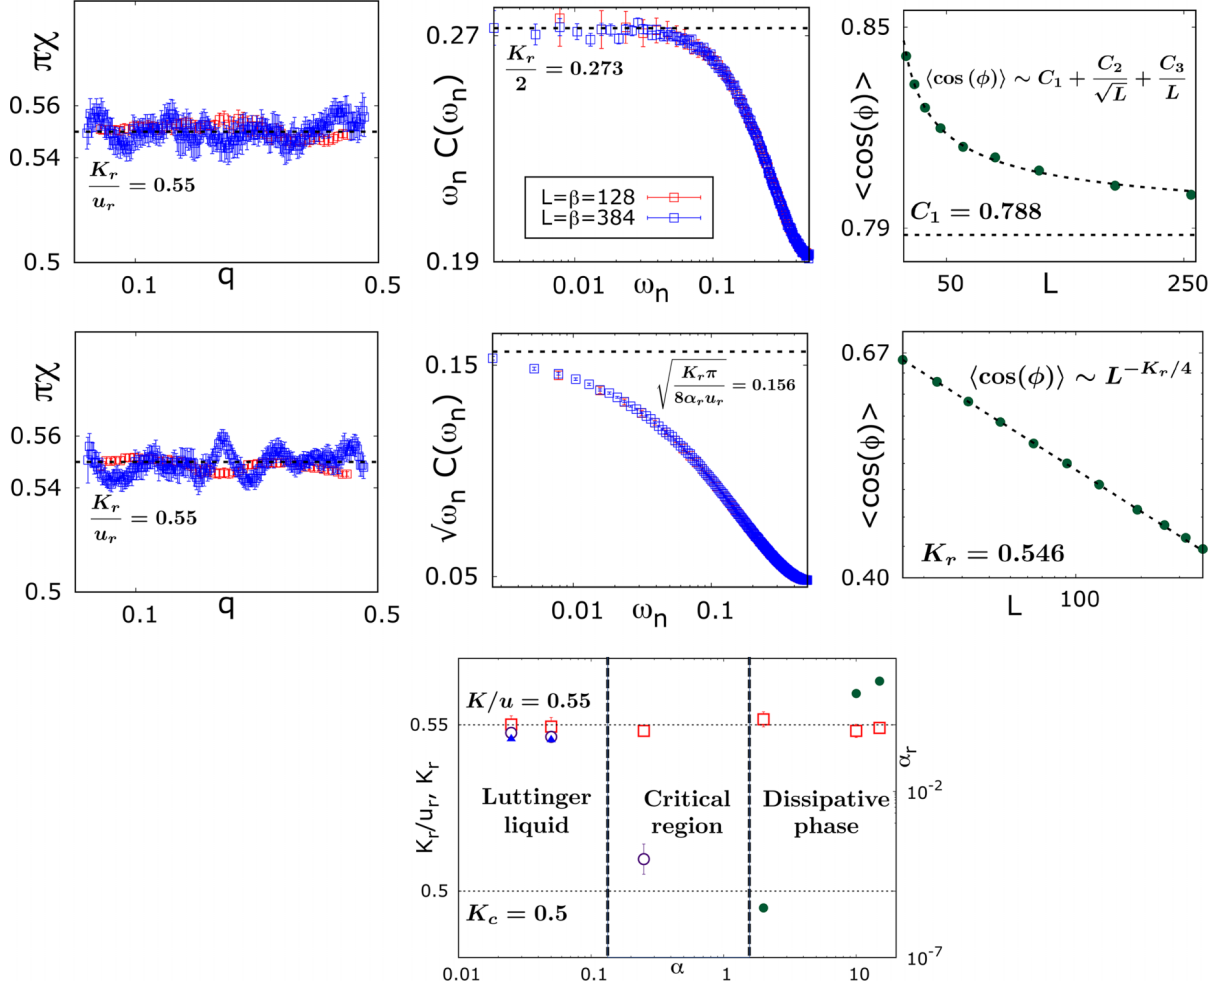 πχ
0.56
0.54
0.5
K_r/u_r = 0.55
0.1
q
0.5
ω_n C(ω_n)
0.27
0.19
K_r/2 = 0.273
L=β=128
L=β=384
0.01
ω_n
0.1
<cos(ϕ)>
0.85
0.79
⟨cos (ϕ)⟩ ∼ C_1 + C_2/√L + C_3/L
C_1 = 0.788
50
L
250
πχ
0.56
0.54
0.5
K_r/u_r = 0.55
0.1
q
0.5
√ω_n C(ω_n)
0.15
0.05
√(K_r π/8α_r u_r) = 0.156
0.01
ω_n
0.1
<cos(ϕ)>
0.67
0.40
⟨cos(ϕ)⟩ ∼ L^{−K_r/4}
K_r = 0.546
L
100
K_r/u_r, K_r
0.55
0.5
K/u = 0.55
Luttinger
liquid
Critical
region
Dissipative
phase
K_c = 0.5
α_r
10^{-2}
10^{-7}
0.01
0.1
α
1
10